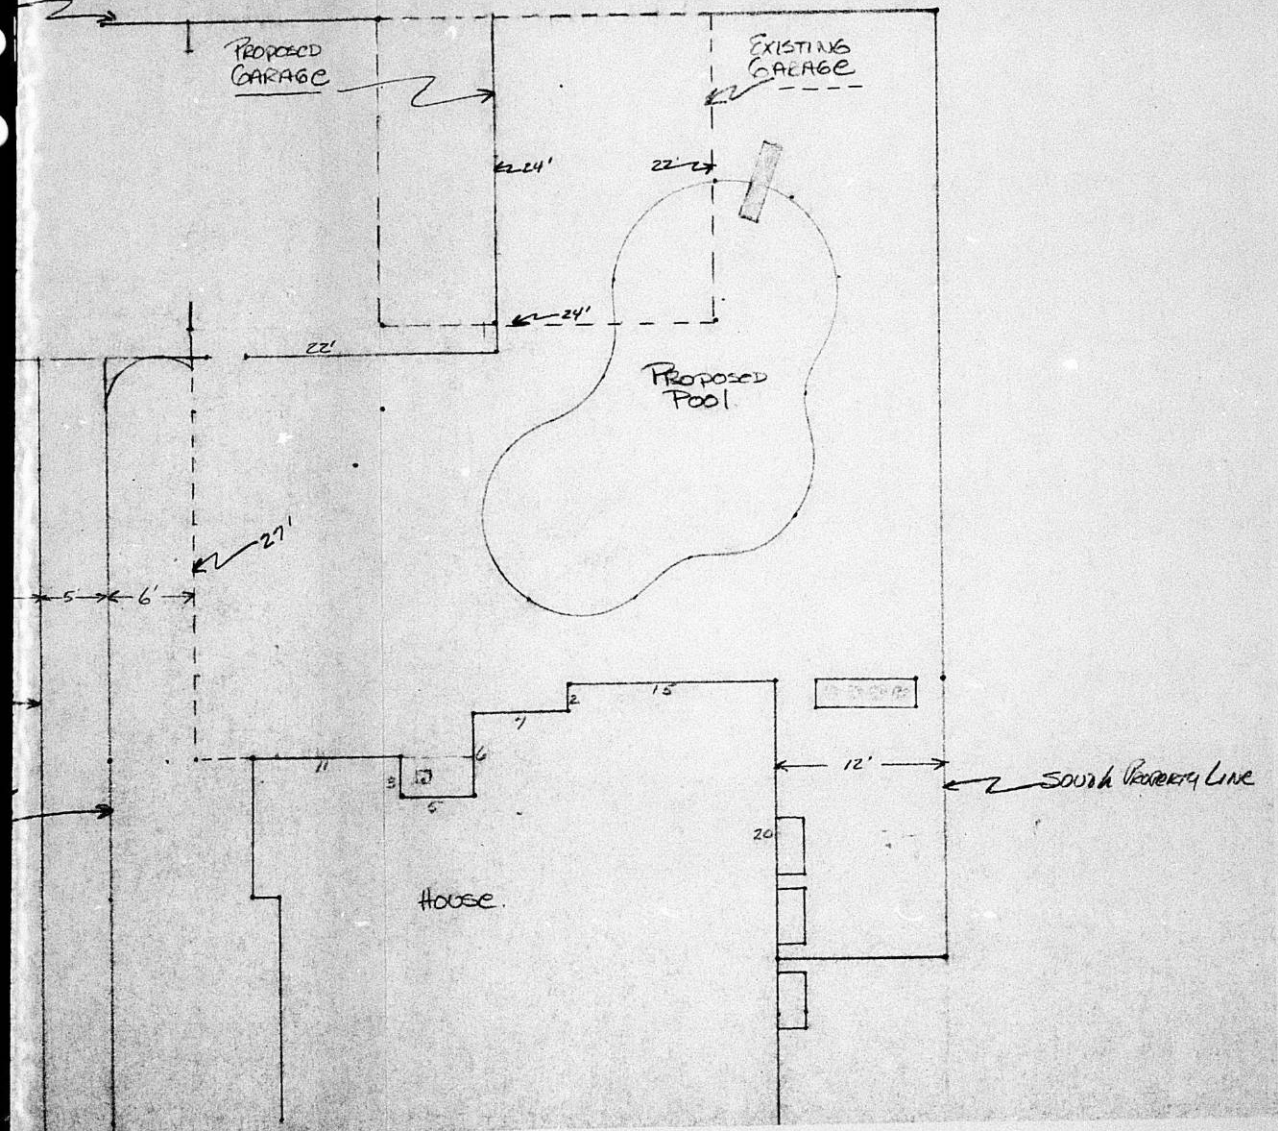 PROPOSED
GARAGE
EXISTING
GARAGE
24'
22'
24'
22'
PROPOSED
POOL.
27'
5'
6'
15
2
7
6
11
3
5
12'
SOUTH PROPERTY LINE
20
HOUSE.